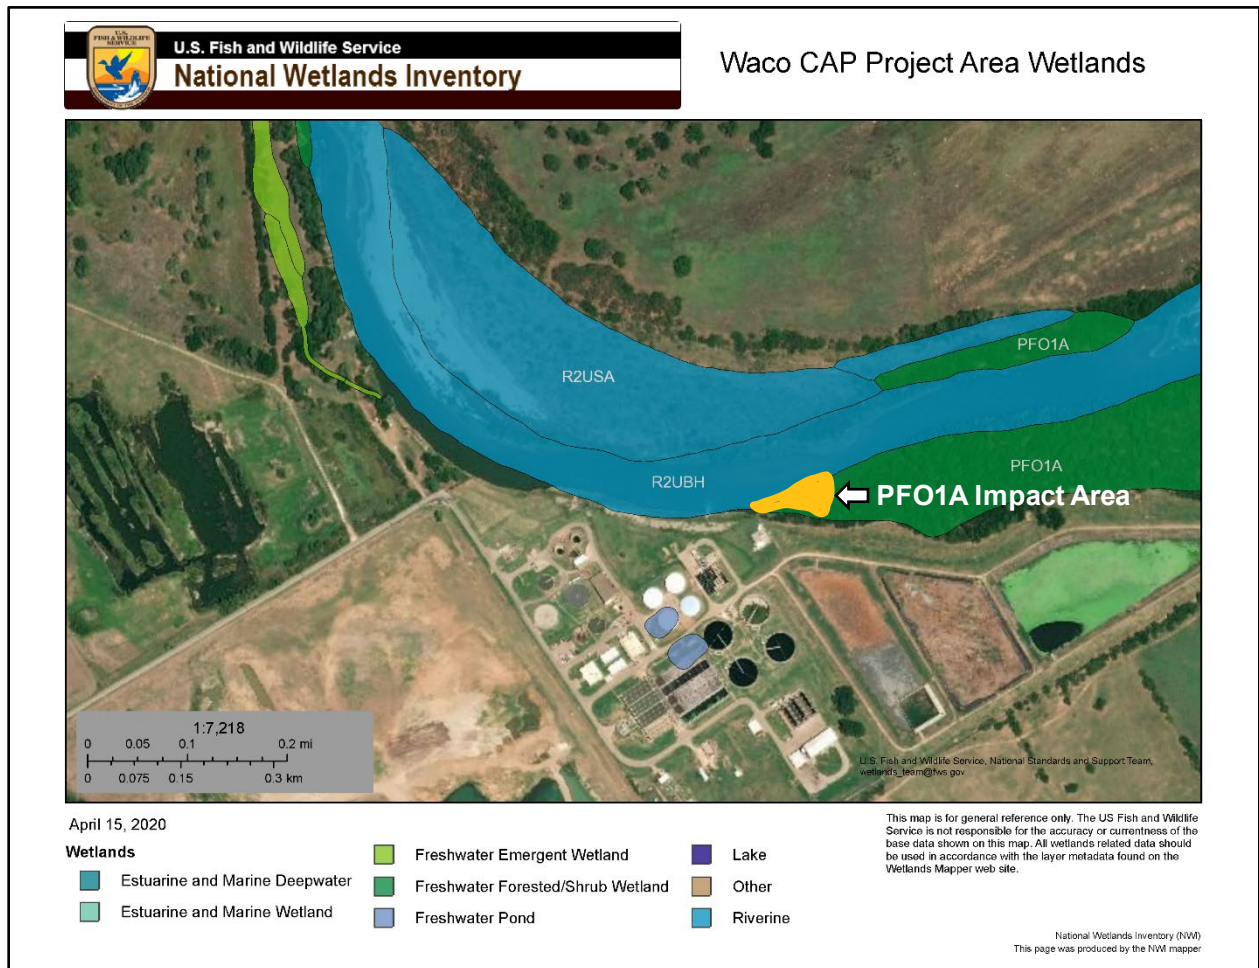 U.S.
FISH & WILDLIFE
SERVICE
U.S. Fish and Wildlife Service
National Wetlands Inventory
Waco CAP Project Area Wetlands
PFO1A
R2USA
PFO1A
R2UBH
PFO1A Impact Area
1:7,218
0 0.05 0.1 0.2 mi
0 0.075 0.15 0.3 km
U.S. Fish and Wildlife Service, National Standards and Support Team,
wetlands_team@fws.gov
April 15, 2020
Wetlands
Estuarine and Marine Deepwater
Estuarine and Marine Wetland
Freshwater Emergent Wetland
Freshwater Forested/Shrub Wetland
Freshwater Pond
Lake
Other
Riverine
This map is for general reference only. The US Fish and Wildlife
Service is not responsible for the accuracy or currentness of the
base data shown on this map. All wetlands related data should
be used in accordance with the layer metadata found on the
Wetlands Mapper web site.
National Wetlands Inventory (NWI)
This page was produced by the NWI mapper